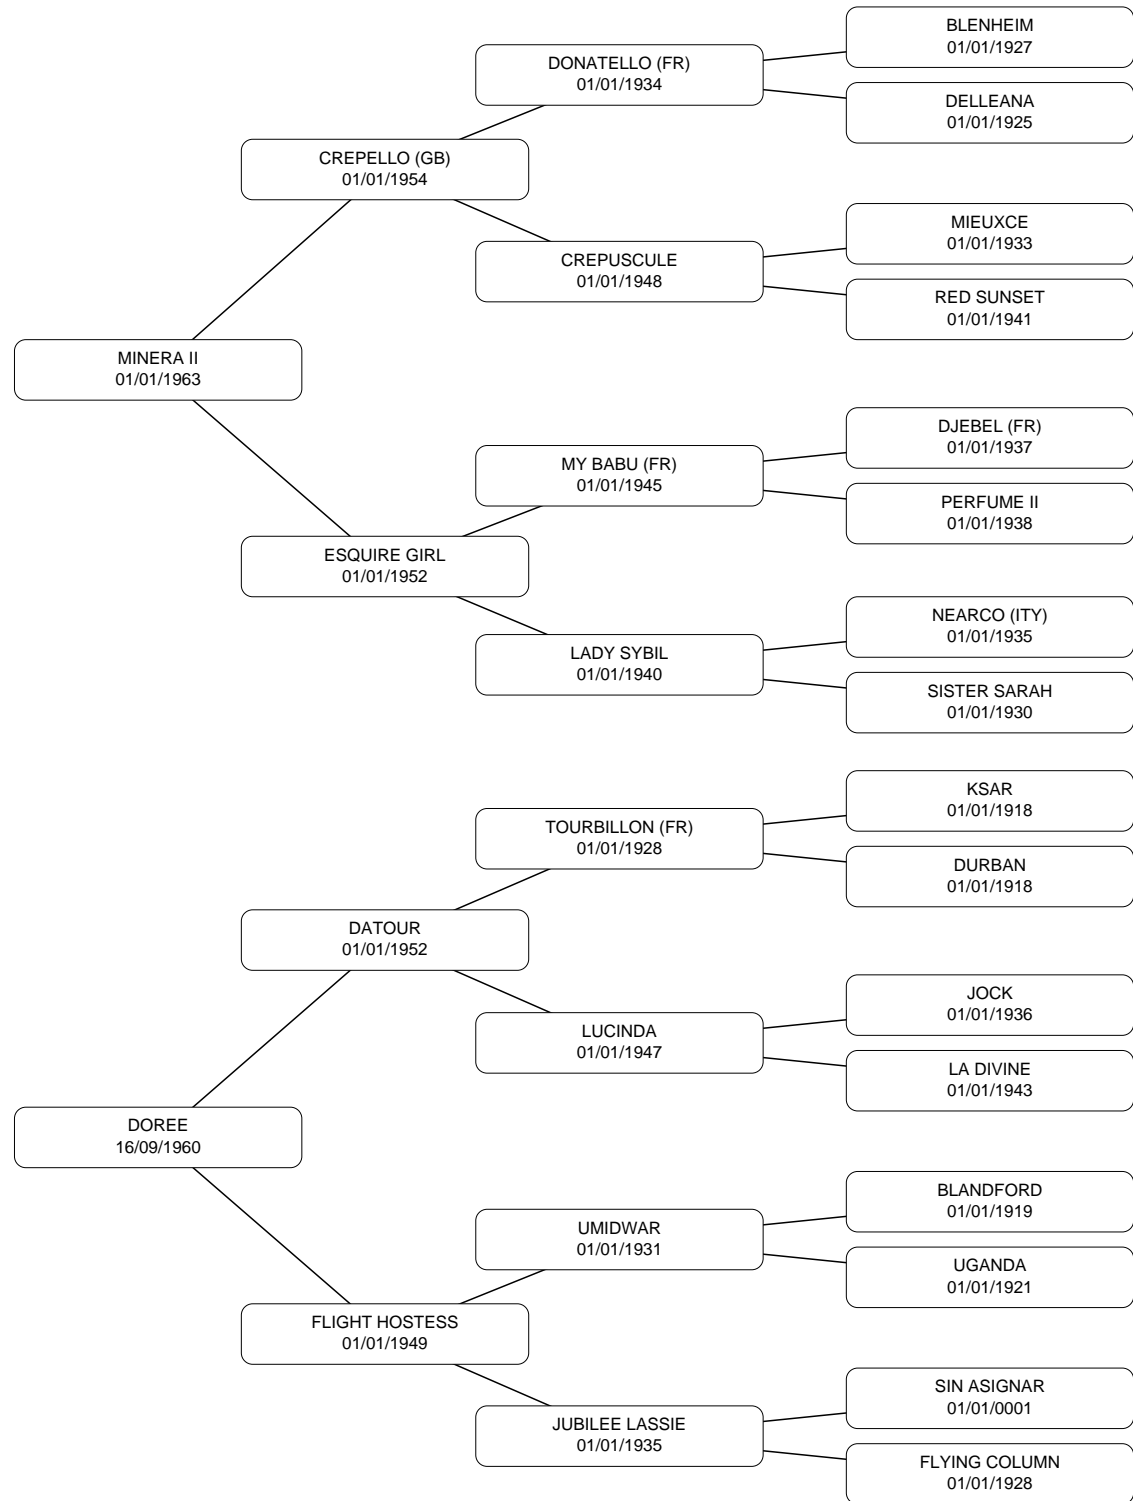 BLENHEIM
01/01/1927
DONATELLO (FR)
01/01/1934
DELLEANA
01/01/1925
CREPELLO (GB)
01/01/1954
MIEUXCE
01/01/1933
CREPUSCULE
01/01/1948
RED SUNSET
01/01/1941
MINERA II
01/01/1963
DJEBEL (FR)
01/01/1937
MY BABU (FR)
01/01/1945
PERFUME II
01/01/1938
ESQUIRE GIRL
01/01/1952
NEARCO (ITY)
01/01/1935
LADY SYBIL
01/01/1940
SISTER SARAH
01/01/1930
KSAR
01/01/1918
TOURBILLON (FR)
01/01/1928
DURBAN
01/01/1918
DATOUR
01/01/1952
JOCK
01/01/1936
LUCINDA
01/01/1947
LA DIVINE
01/01/1943
DOREE
16/09/1960
BLANDFORD
01/01/1919
UMIDWAR
01/01/1931
UGANDA
01/01/1921
FLIGHT HOSTESS
01/01/1949
SIN ASIGNAR
01/01/0001
JUBILEE LASSIE
01/01/1935
FLYING COLUMN
01/01/1928